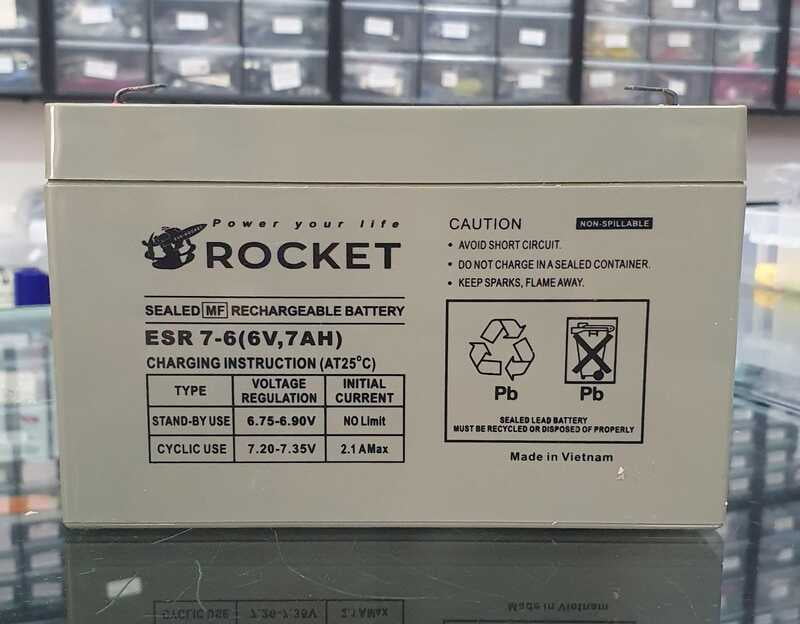 Power your life
ROCKET
SEALED MF RECHARGEABLE BATTERY
ESR 7-6(6V,7AH)
CHARGING INSTRUCTION (AT25°C)
TYPE VOLTAGE REGULATION INITIAL CURRENT
STAND-BY USE 6.75-6.90V NO Limit
CYCLIC USE 7.20-7.35V 2.1 AMax
CAUTION NON-SPILLABLE
• AVOID SHORT CIRCUIT.
• DO NOT CHARGE IN A SEALED CONTAINER.
• KEEP SPARKS, FLAME AWAY.
Pb Pb
SEALED LEAD BATTERY
MUST BE RECYCLED OR DISPOSED OF PROPERLY
Made in Vietnam